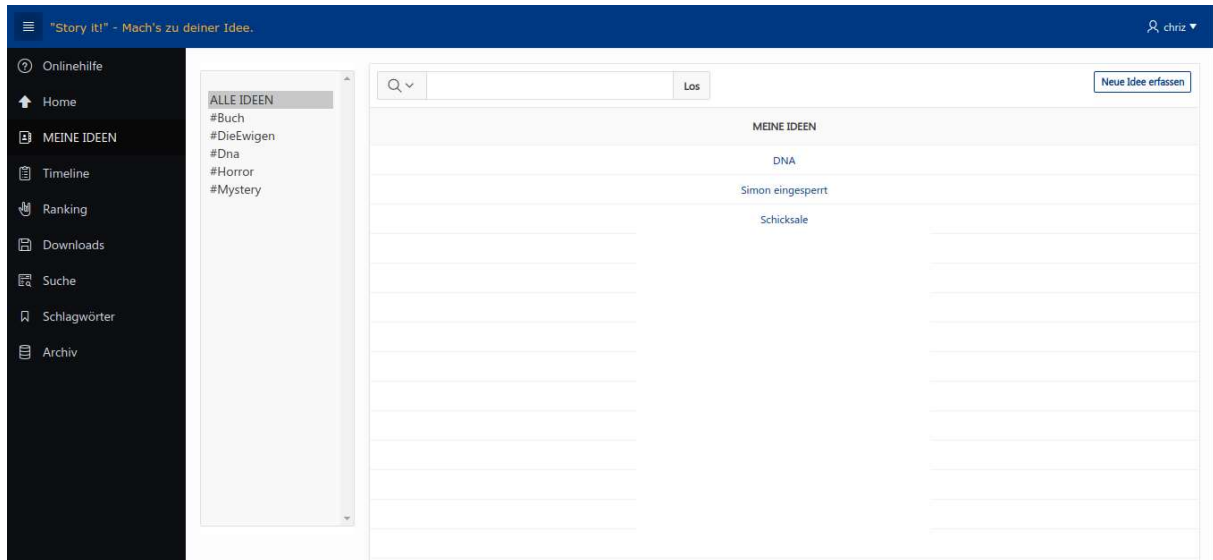 "Story it!" - Mach's zu deiner Idee.
chriz
Onlinehilfe
Home
MEINE IDEEN
Timeline
Ranking
Downloads
Suche
Schlagwörter
Archiv
ALLE IDEEN
#Buch
#DieEwigen
#Dna
#Horror
#Mystery
Los
Neue Idee erfassen
MEINE IDEEN
DNA
Simon eingesperrt
Schicksale